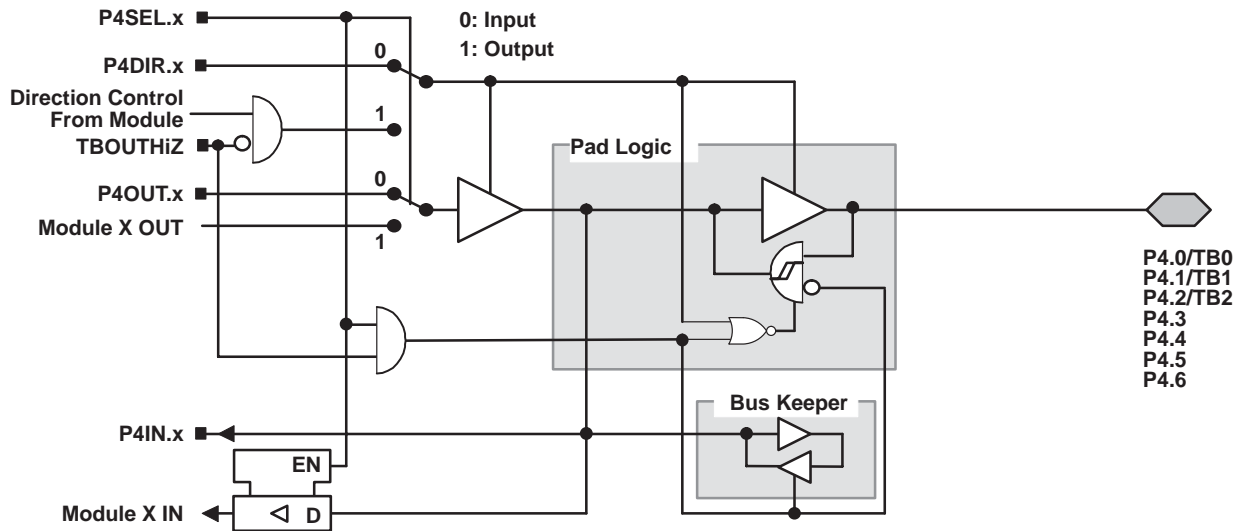 P4SEL.x
0: Input
1: Output
0
P4DIR.x
Direction Control
From Module
1
TBOUTHiZ
Pad Logic
P4OUT.x
0
Module X OUT
1
P4.0/TB0
P4.1/TB1
P4.2/TB2
P4.3
P4.4
P4.5
P4.6
Bus Keeper
P4IN.x
EN
Module X IN
D